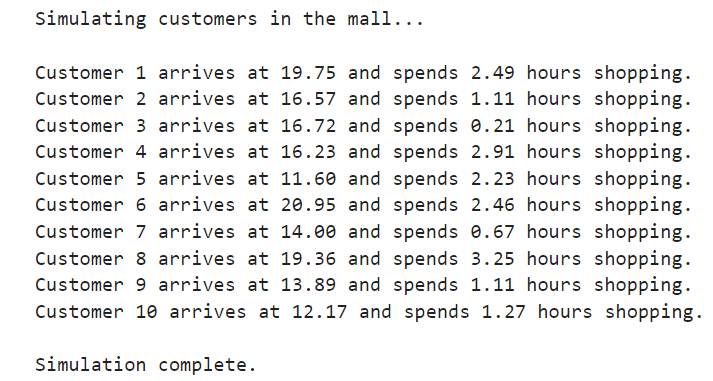 Simulating customers in the mall...
Customer 1 arrives at 19.75 and spends 2.49 hours shopping.
Customer 2 arrives at 16.57 and spends 1.11 hours shopping.
Customer 3 arrives at 16.72 and spends 0.21 hours shopping.
Customer 4 arrives at 16.23 and spends 2.91 hours shopping.
Customer 5 arrives at 11.60 and spends 2.23 hours shopping.
Customer 6 arrives at 20.95 and spends 2.46 hours shopping.
Customer 7 arrives at 14.00 and spends 0.67 hours shopping.
Customer 8 arrives at 19.36 and spends 3.25 hours shopping.
Customer 9 arrives at 13.89 and spends 1.11 hours shopping.
Customer 10 arrives at 12.17 and spends 1.27 hours shopping.
Simulation complete.